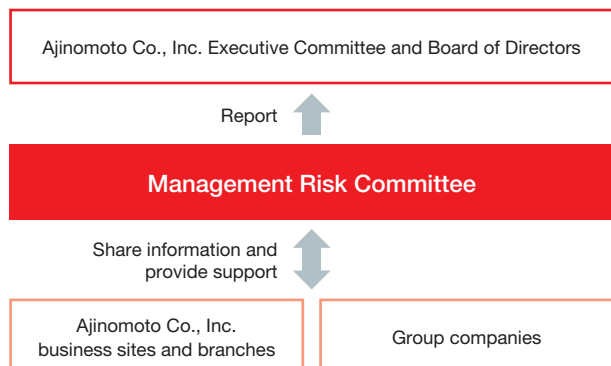 Ajinomoto Co., Inc. Executive Committee and Board of Directors
Report
Management Risk Committee
Share information and
provide support
Ajinomoto Co., Inc.
business sites and branches
Group companies